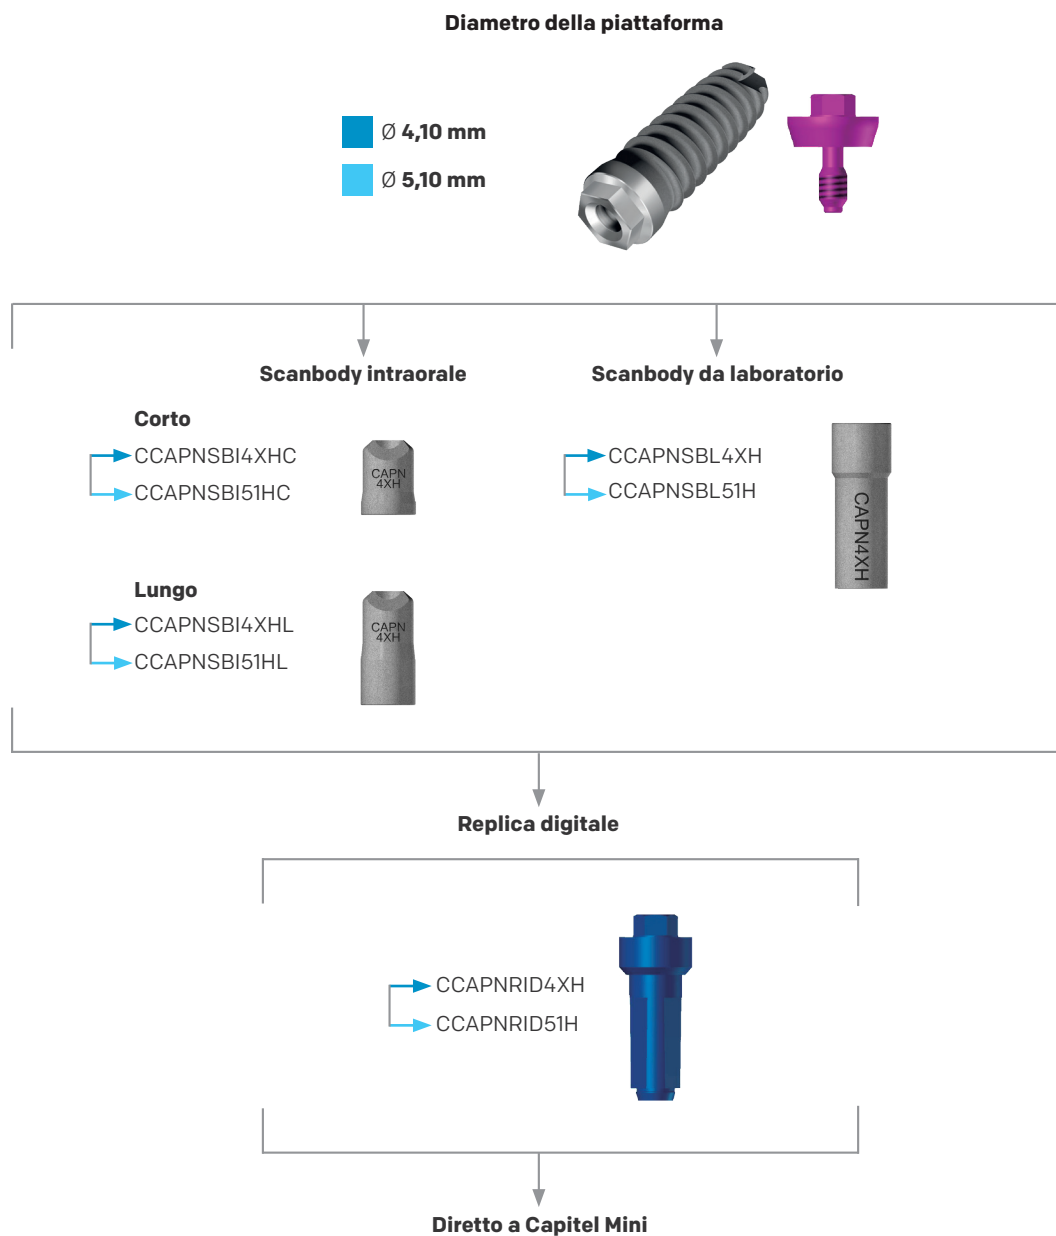 Diametro della piattaforma
Ø 4,10 mm
Ø 5,10 mm
Scanbody intraorale
Corto
CCAPNSBI4XHC
CCAPNSBI51HC
CAPN
4XH
Lungo
CCAPNSBI4XHL
CCAPNSBI51HL
CAPN
4XH
Scanbody da laboratorio
CCAPNSBL4XH
CCAPNSBL51H
CAPN4XH
Replica digitale
CCAPNRID4XH
CCAPNRID51H
Diretto a Capitel Mini